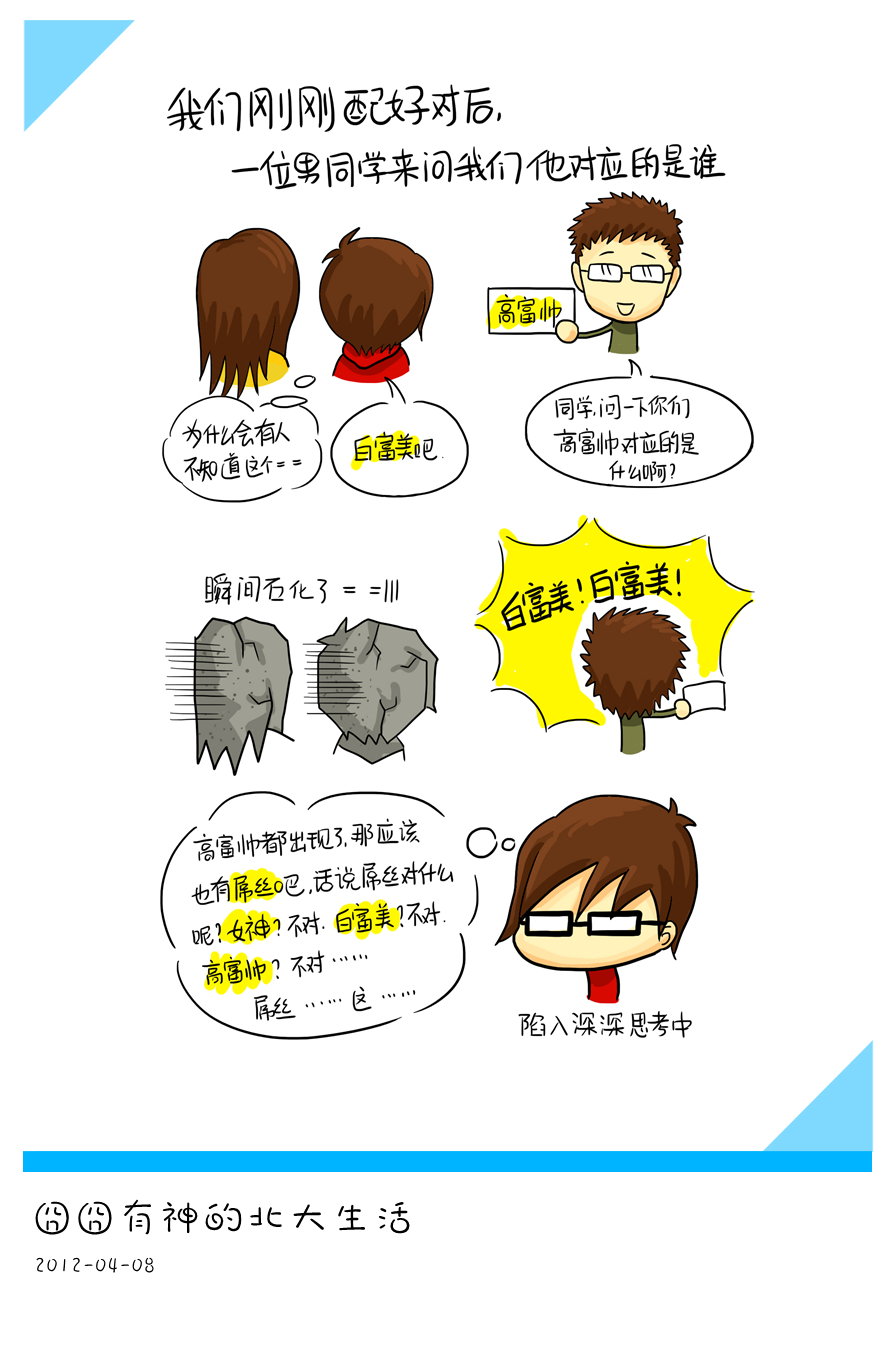 我们刚刚配好对后,
一位男同学来问我们他对应的是谁
高富帅
为什么会有人
不知道这个= =
白富美吧.
同学,问一下你们
高富帅对应的是
什么啊?
瞬间石化了 = =|||
白富美!白富美!
高富帅都出现了,那应该
也有屌丝吧,话说屌丝对什么
呢?女神?不对. 白富美?不对.
高富帅? 不对 ……
屌丝 …… 这 ……
陷入深深思考中
囧囧有神的北大生活
2012-04-08